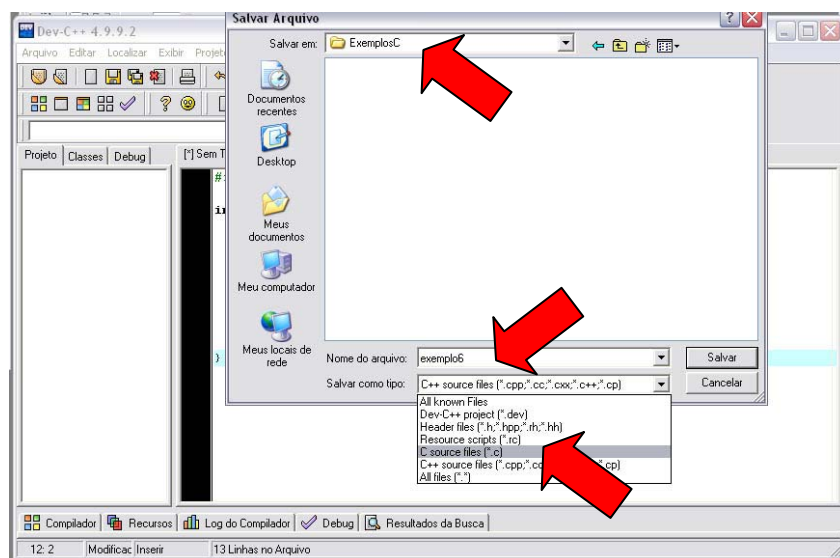 Salvar Arquivo
Dev-C++ 4.9.9.2
Salvar em: ExemplosC
Arquivo Editar Localizar Exibir Projet
Documentos
recentes
Projeto Classes Debug [*] Sem T
Desktop
Meus
documentos
Meu computador
Meus locais de
rede
}
Nome do arquivo: exemplo6 Salvar
Salvar como tipo: C++ source files (*.cpp;*.cc;*.cxx;*.c++;*.cp) Cancelar
All known Files
Dev-C++ project (*.dev)
Header files (*.h;*.hpp;*.rh;*.hh)
Resource scripts (*.rc)
C source files (*.c)
C++ source files (*.cpp;*.cc *.cp)
All files (*.*)
Compilador Recursos Log do Compilador Debug Resultados da Busca
12: 2 Modificac Inserir 13 Linhas no Arquivo